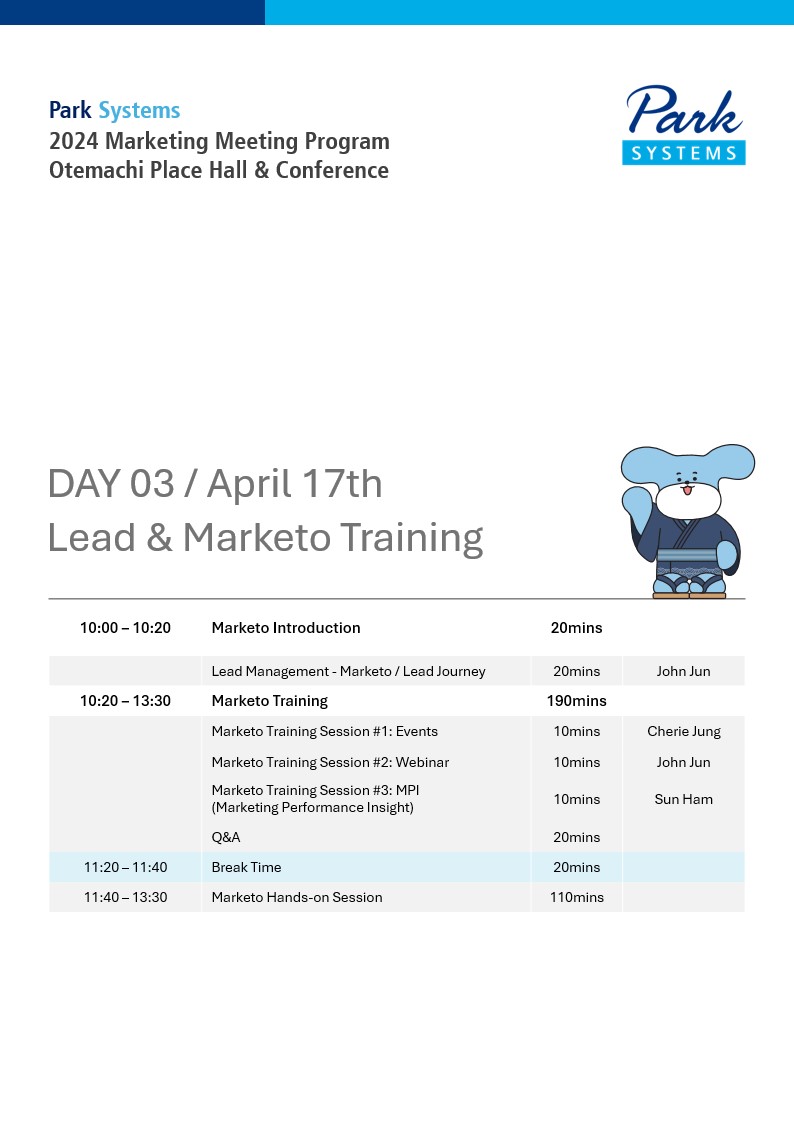 Park Systems
2024 Marketing Meeting Program
Otemachi Place Hall & Conference
Park
SYSTEMS
DAY 03 / April 17th
Lead & Marketo Training
10:00 – 10:20 Marketo Introduction 20mins
Lead Management - Marketo / Lead Journey 20mins John Jun
10:20 – 13:30 Marketo Training 190mins
Marketo Training Session #1: Events 10mins Cherie Jung
Marketo Training Session #2: Webinar 10mins John Jun
Marketo Training Session #3: MPI
(Marketing Performance Insight) 10mins Sun Ham
Q&A 20mins
11:20 – 11:40 Break Time 20mins
11:40 – 13:30 Marketo Hands-on Session 110mins